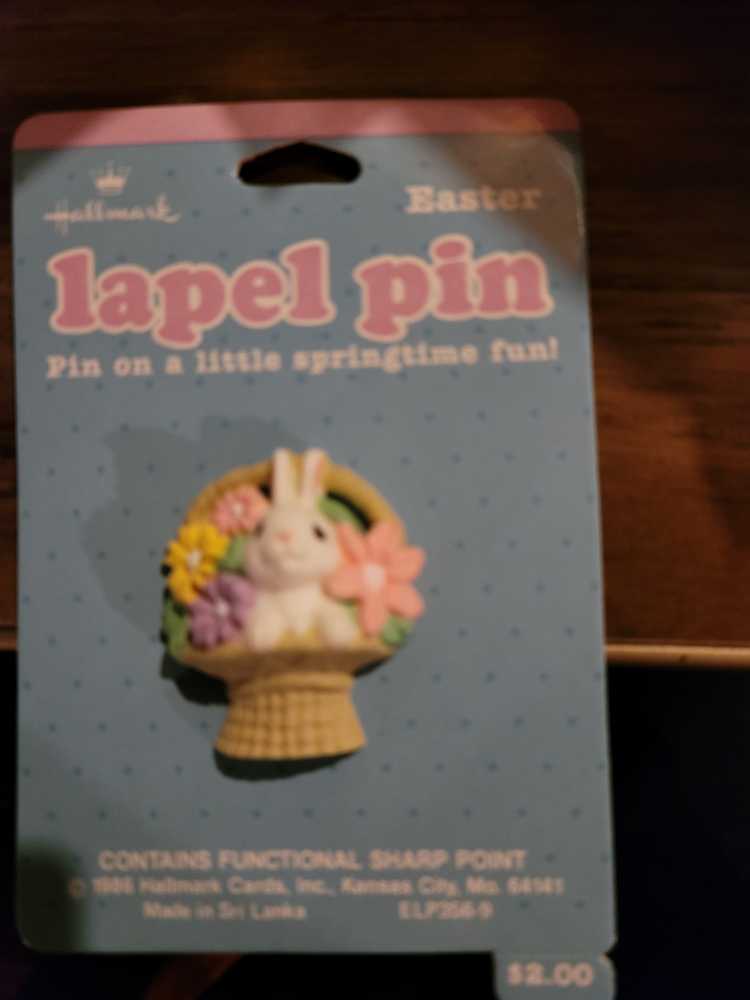 Hallmark
Easter
lapel pin
Pin on a little springtime fun!
CONTAINS FUNCTIONAL SHARP POINT
Hallmark Cards, Inc., Kansas City, Mo. 64141
Made in Sri Lanka
$2.00